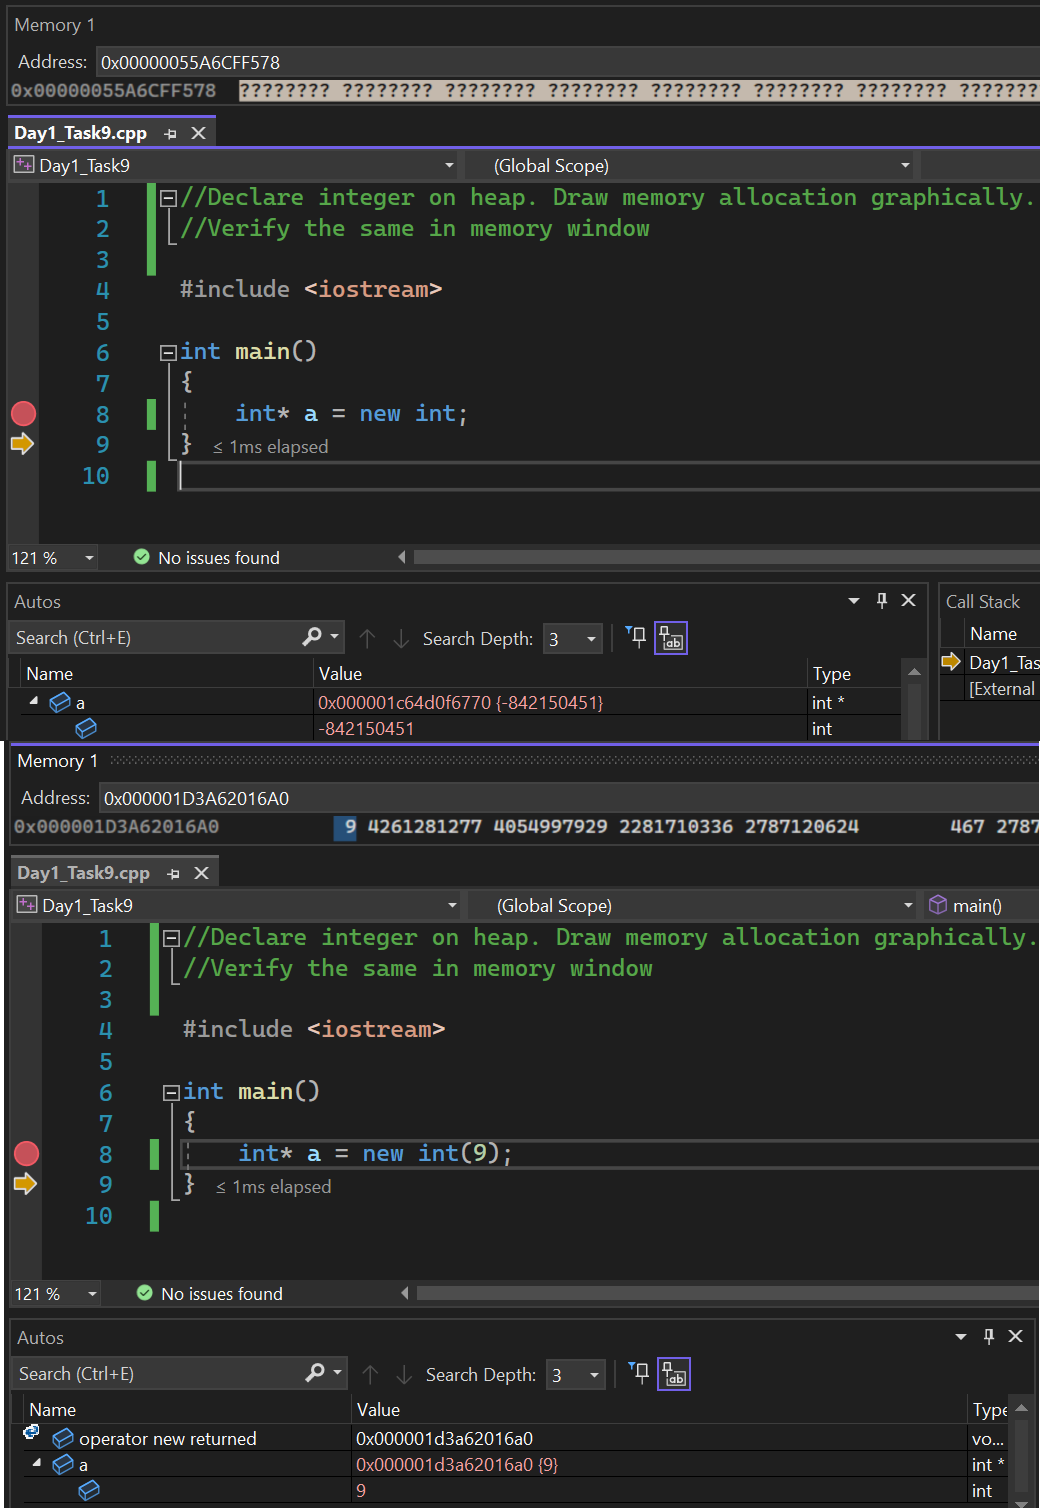 Memory 1
Address: 0x00000055A6CFF578
0x00000055A6CFF578 ???????? ???????? ???????? ???????? ???????? ???????? ???????? ????????
Day1_Task9.cpp
Day1_Task9 (Global Scope)
1 //Declare integer on heap. Draw memory allocation graphically.
2 //Verify the same in memory window
3
4 #include <iostream>
5
6 int main()
7 {
8 int* a = new int;
9 } ≤ 1ms elapsed
10
121 % No issues found
Autos
Call Stack
Search (Ctrl+E) Search Depth: 3
Name
Name Value Type
Day1_Tas
a 0x000001c64d0f6770 {-842150451} int *
[External
-842150451 int
Memory 1
Address: 0x000001D3A62016A0
0x000001D3A62016A0 9 4261281277 4054997929 2281710336 2787120624 467 2787
Day1_Task9.cpp
Day1_Task9 (Global Scope) main()
1 //Declare integer on heap. Draw memory allocation graphically.
2 //Verify the same in memory window
3
4 #include <iostream>
5
6 int main()
7 {
8 int* a = new int(9);
9 } ≤ 1ms elapsed
10
121 % No issues found
Autos
Search (Ctrl+E) Search Depth: 3
Name Value Type
operator new returned 0x000001d3a62016a0 vo...
a 0x000001d3a62016a0 {9} int *
9 int